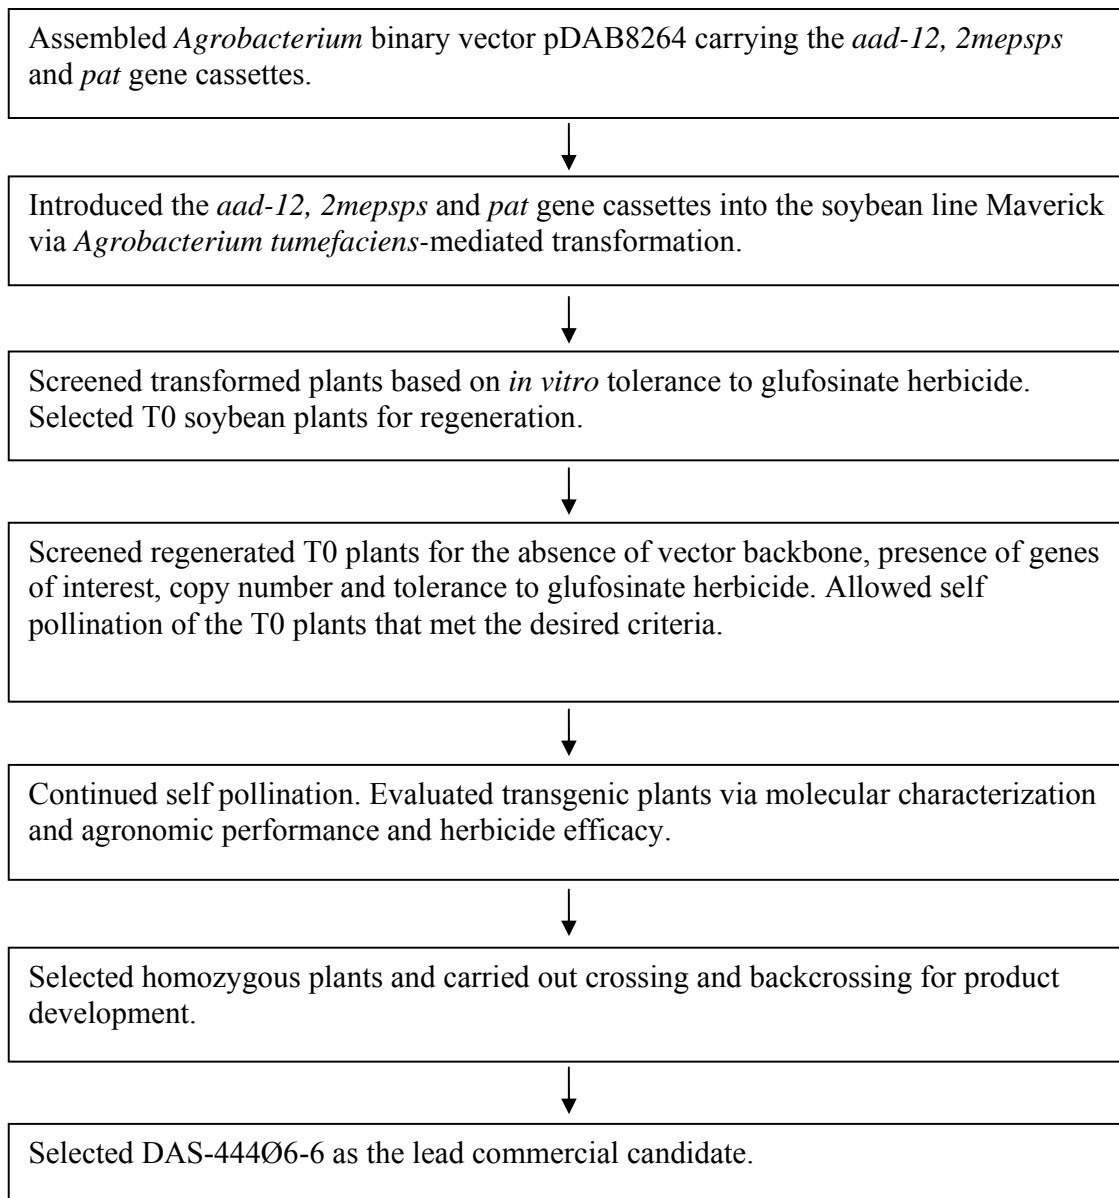 Assembled Agrobacterium binary vector pDAB8264 carrying the aad-12, 2mepsps
and pat gene cassettes.
Introduced the aad-12, 2mepsps and pat gene cassettes into the soybean line Maverick
via Agrobacterium tumefaciens-mediated transformation.
Screened transformed plants based on in vitro tolerance to glufosinate herbicide.
Selected T0 soybean plants for regeneration.
Screened regenerated T0 plants for the absence of vector backbone, presence of genes
of interest, copy number and tolerance to glufosinate herbicide. Allowed self
pollination of the T0 plants that met the desired criteria.
Continued self pollination. Evaluated transgenic plants via molecular characterization
and agronomic performance and herbicide efficacy.
Selected homozygous plants and carried out crossing and backcrossing for product
development.
Selected DAS-444Ø6-6 as the lead commercial candidate.